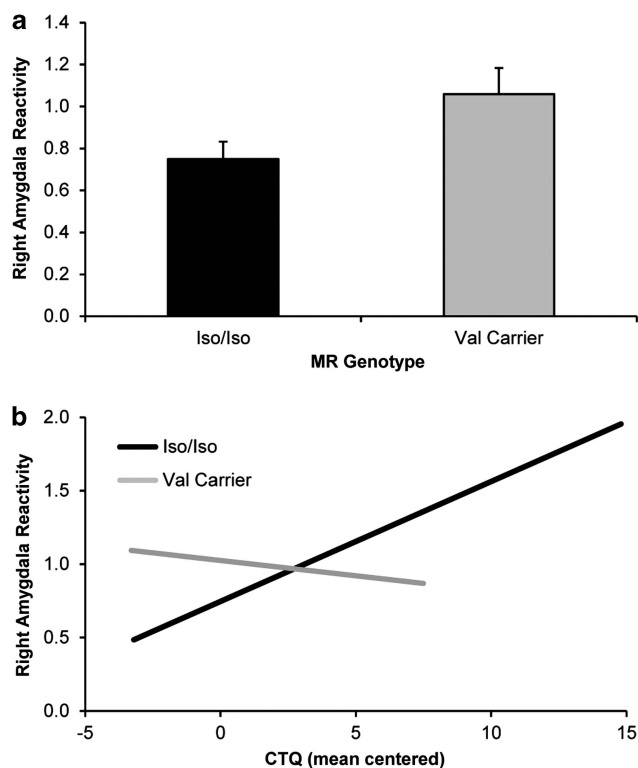 a
Right Amygdala Reactivity
1.4
1.2
1.0
0.8
0.6
0.4
0.2
0.0
Iso/Iso
Val Carrier
MR Genotype
b
Right Amygdala Reactivity
2.0
1.5
1.0
0.5
0.0
Iso/Iso
Val Carrier
-5
0
5
10
15
CTQ (mean centered)